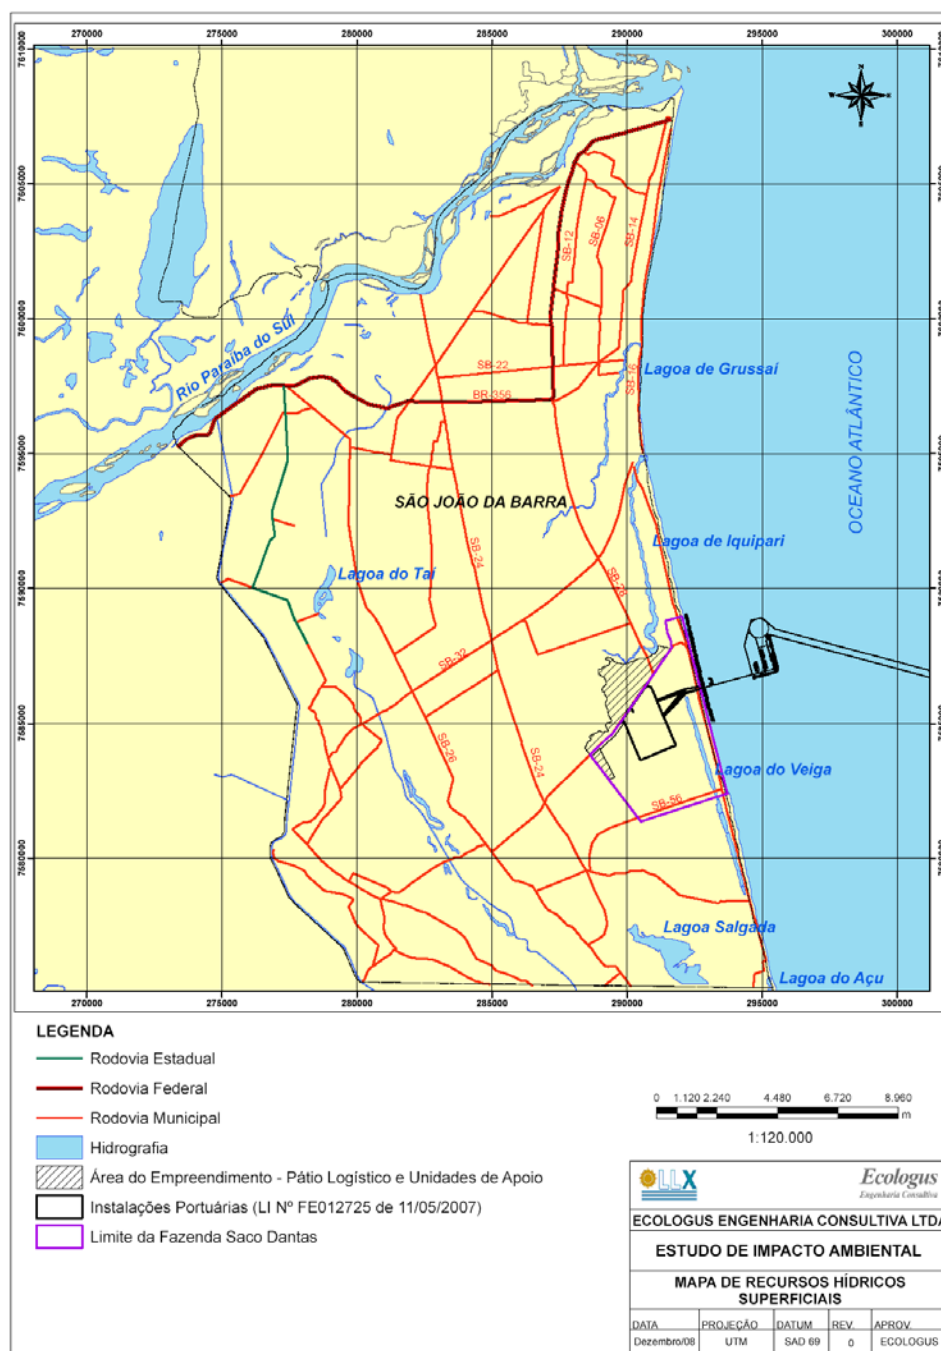 270000 275000 280000 285000 290000 295000 300000
7610000
7605000
7600000
7595000
7590000
7585000
7580000
N
W E
S
SB-12
SB-06
SB-14
Rio Paraíba do Sul
SB-22
SB-16
Lagoa de Grussaí
BR-356
OCEANO ATLÂNTICO
SÃO JOÃO DA BARRA
Lagoa de Iquipari
SB-24
Lagoa do Taí
SB-28
SB-32
SB-26
SB-24
Lagoa do Veiga
SB-56
Lagoa Salgada
Lagoa do Açu
270000 275000 280000 285000 290000 295000 300000
LEGENDA
Rodovia Estadual
Rodovia Federal
Rodovia Municipal
Hidrografia
Área do Empreendimento - Pátio Logístico e Unidades de Apoio
Instalações Portuárias (LI Nº FE012725 de 11/05/2007)
Limite da Fazenda Saco Dantas
0 1.120 2.240 4.480 6.720 8.960
m
1:120.000
LLX
Ecologus
Engenharia Consultiva
ECOLOGUS ENGENHARIA CONSULTIVA LTDA
ESTUDO DE IMPACTO AMBIENTAL
MAPA DE RECURSOS HÍDRICOS
SUPERFICIAIS
DATA PROJEÇÃO DATUM REV. APROV.
Dezembro/08 UTM SAD 69 0 ECOLOGUS